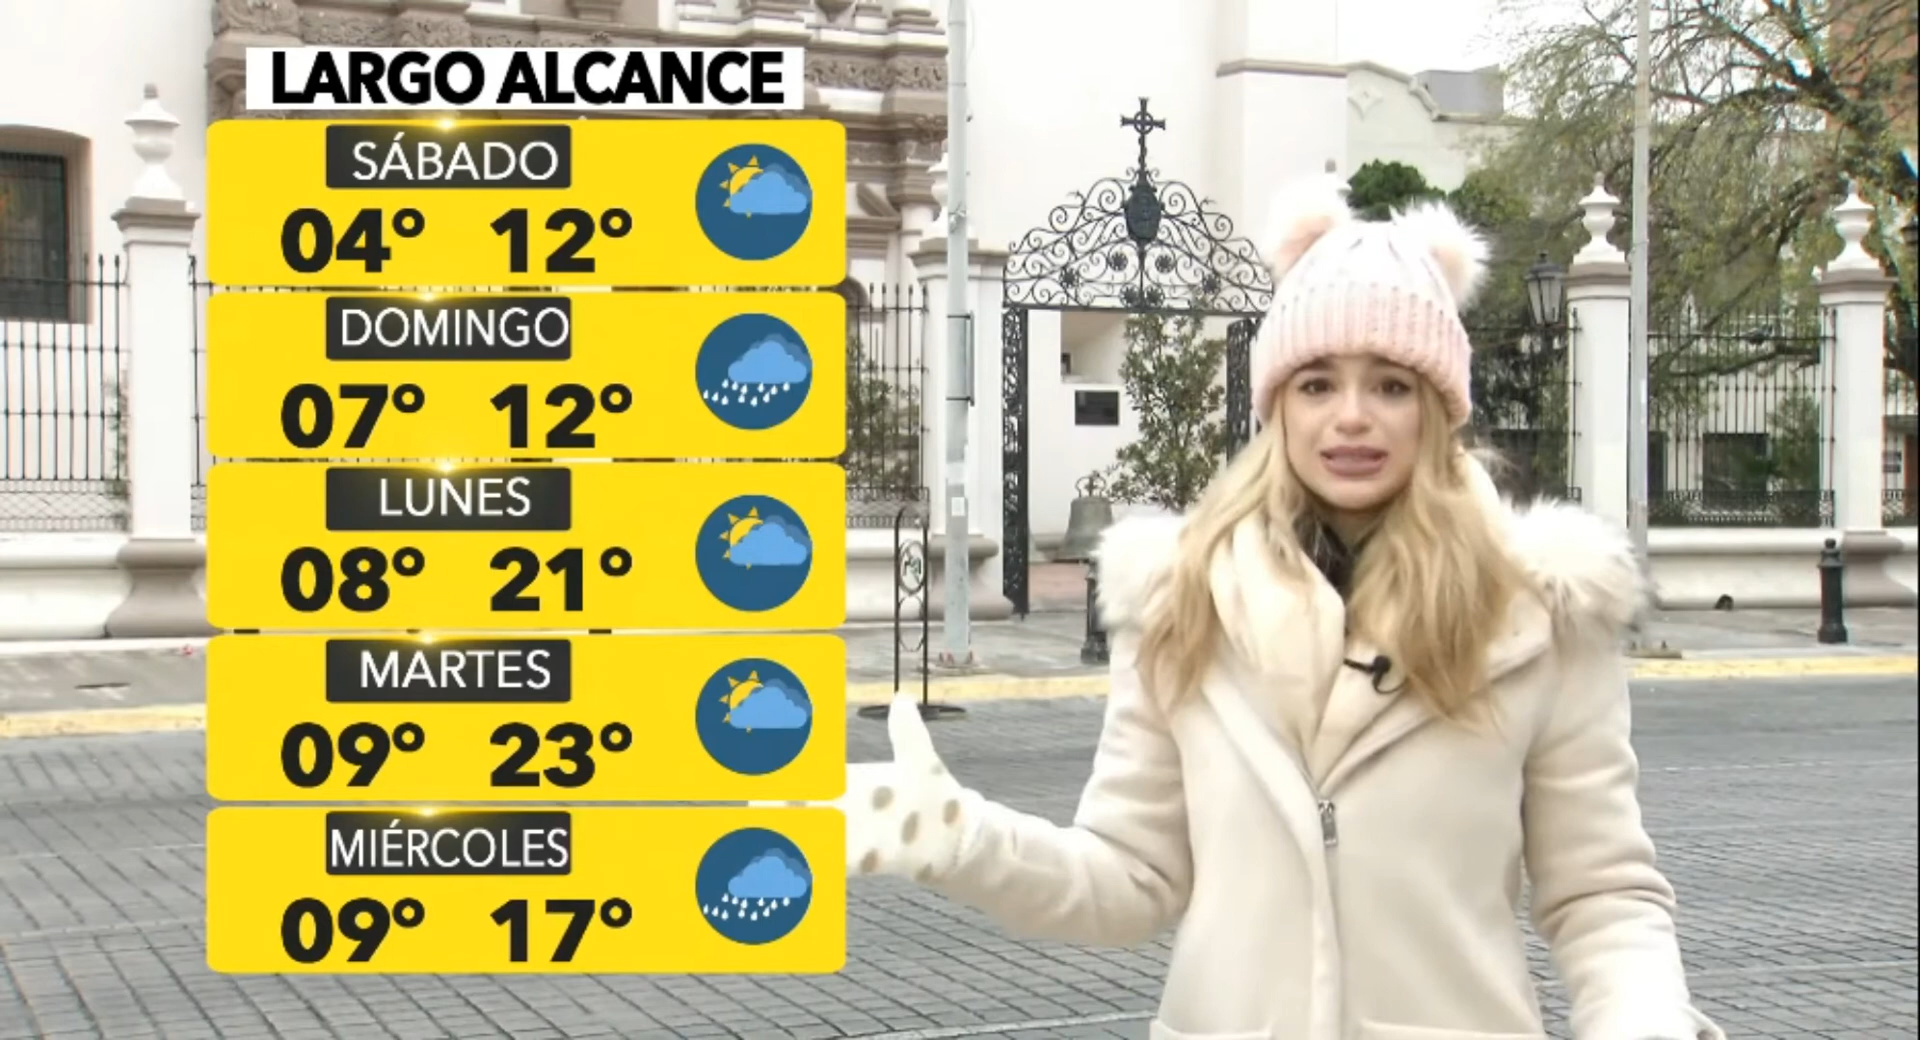 LARGO ALCANCE
SÁBADO
04° 12°
DOMINGO
07° 12°
LUNES
08° 21°
MARTES
09° 23°
MIÉRCOLES
09° 17°